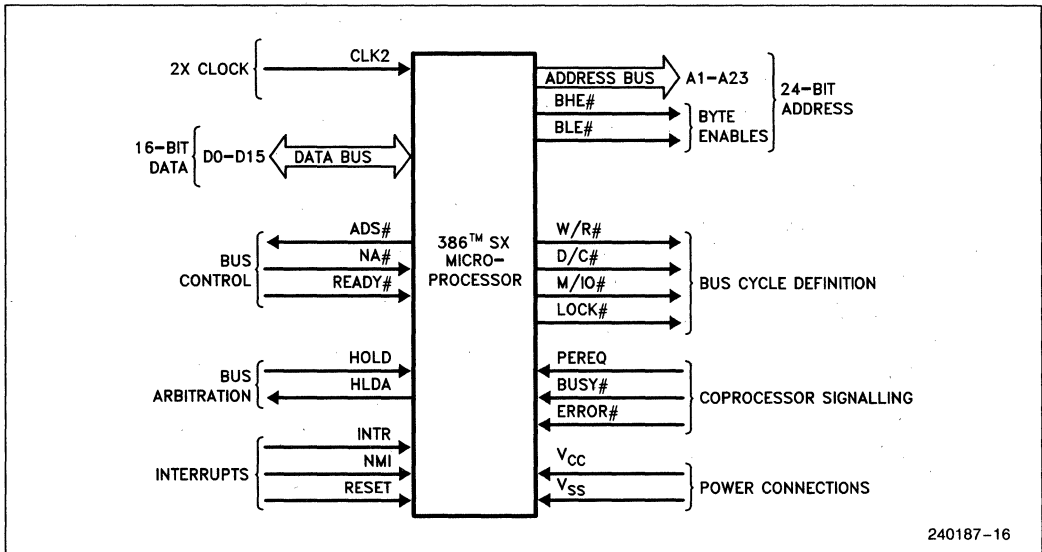 2X CLOCK
CLK2
ADDRESS BUS
A1–A23
24-BIT
ADDRESS
BHE#
BLE#
BYTE
ENABLES
16-BIT
DATA
D0–D15
DATA BUS
386™ SX
MICRO–
PROCESSOR
BUS
CONTROL
ADS#
NA#
READY#
W/R#
D/C#
M/IO#
LOCK#
BUS CYCLE DEFINITION
BUS
ARBITRATION
HOLD
HLDA
PEREQ
BUSY#
ERROR#
COPROCESSOR SIGNALLING
INTERRUPTS
INTR
NMI
RESET
VCC
VSS
POWER CONNECTIONS
240187–16